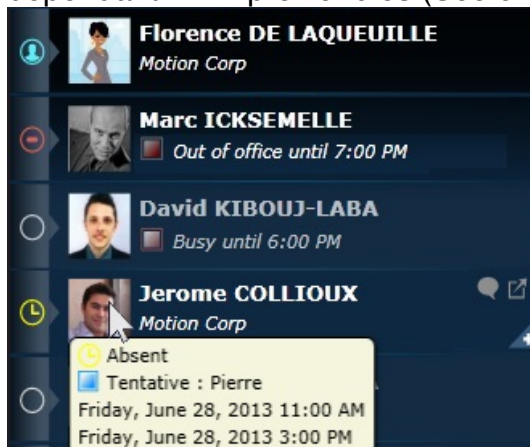 Florence DE LAQUEUILLE
Motion Corp
Marc ICKSEMELLE
Out of office until 7:00 PM
David KIBOUJ-LABA
Busy until 6:00 PM
Jerome COLLIOUX
Motion Corp
Absent
Tentative : Pierre
Friday, June 28, 2013 11:00 AM
Friday, June 28, 2013 3:00 PM